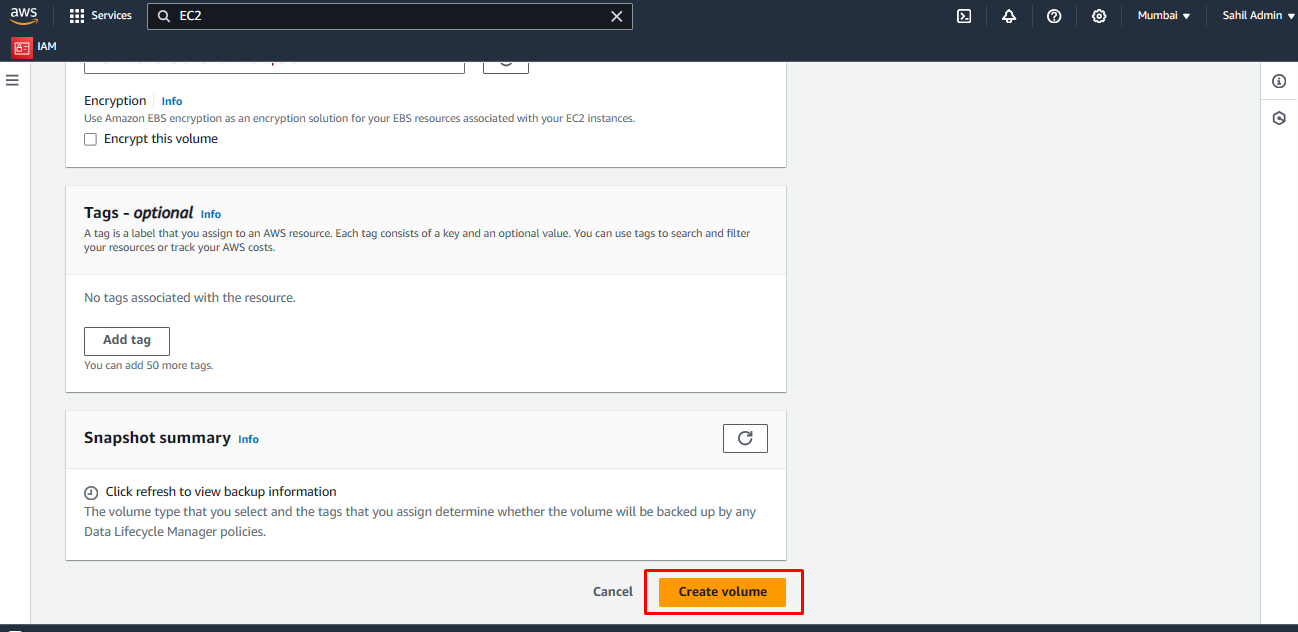 aws
Services
EC2
Mumbai
Sahil Admin
IAM
Encryption
Info
Use Amazon EBS encryption as an encryption solution for your EBS resources associated with your EC2 instances.
Encrypt this volume
Tags - optional Info
A tag is a label that you assign to an AWS resource. Each tag consists of a key and an optional value. You can use tags to search and filter
your resources or track your AWS costs.
No tags associated with the resource.
Add tag
You can add 50 more tags.
Snapshot summary Info
Click refresh to view backup information
The volume type that you select and the tags that you assign determine whether the volume will be backed up by any
Data Lifecycle Manager policies.
Cancel
Create volume